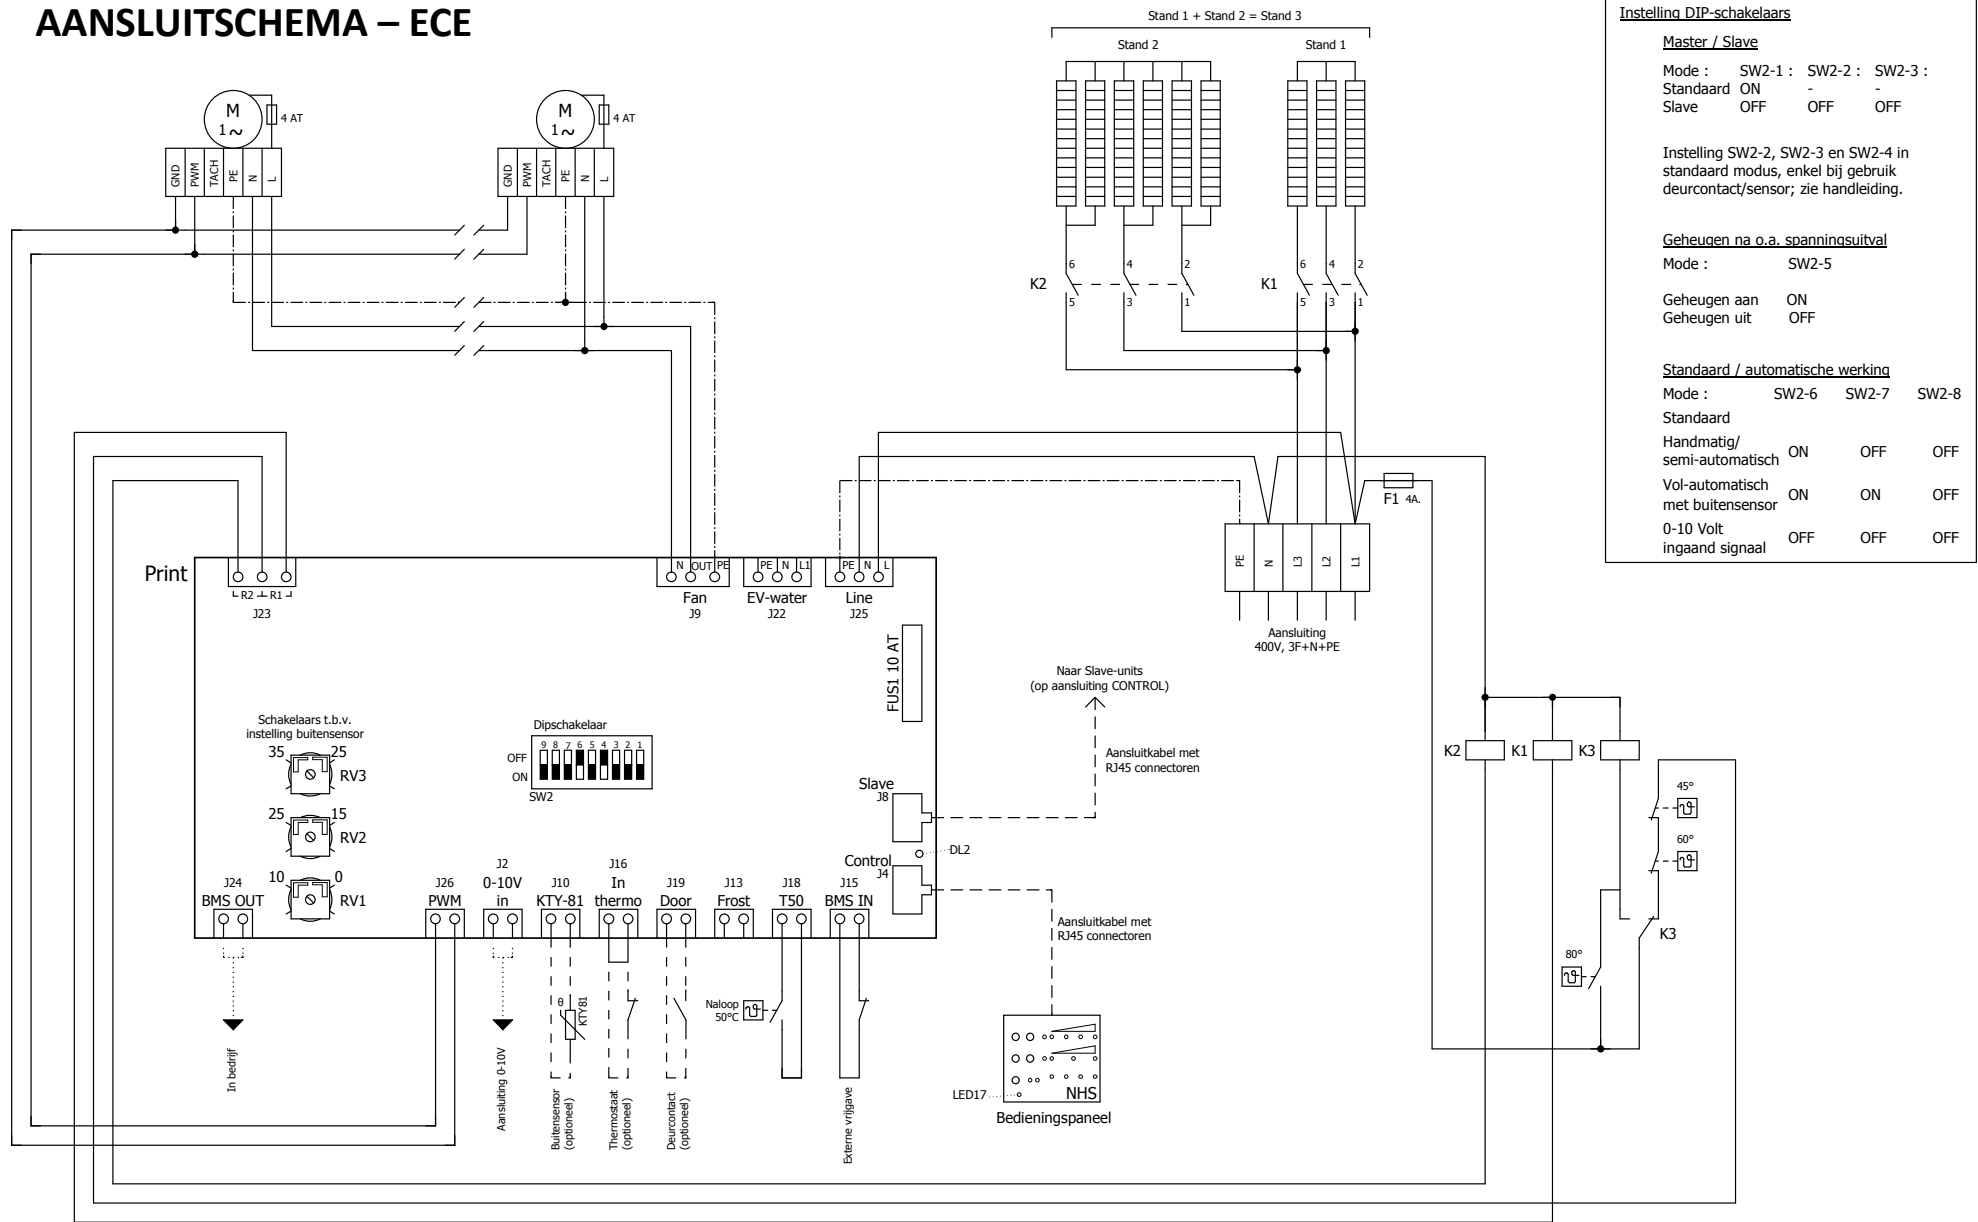 AANSLUITSCHEMA – ECE
Stand 1 + Stand 2 = Stand 3
Stand 2
Stand 1
Instelling DIP-schakelaars
Master / Slave
Mode : SW2-1 : SW2-2 : SW2-3 :
Standaard ON - -
Slave OFF OFF OFF
Instelling SW2-2, SW2-3 en SW2-4 in
standaard modus, enkel bij gebruik
deurcontact/sensor; zie handleiding.
Geheugen na o.a. spanningsuitval
Mode : SW2-5
Geheugen aan ON
Geheugen uit OFF
Standaard / automatische werking
Mode : SW2-6 SW2-7 SW2-8
Standaard
Handmatig/
semi-automatisch ON OFF OFF
Vol-automatisch
met buitensensor ON ON OFF
0-10 Volt
ingaand signaal OFF OFF OFF
M
1~
4 AT
GND PWM TACH PE N L
M
1~
4 AT
GND PWM TACH PE N L
K2
6 4 2
5 3 1
K1
6 4 2
5 3 1
F1 4A.
PE N L3 L2 L1
Aansluiting
400V, 3F+N+PE
Print
R2 R1
J23
N OUT PE
Fan
J9
PE N L1
EV-water
J22
PE N L
Line
J25
FUS1 10 AT
Naar Slave-units
(op aansluiting CONTROL)
Aansluitkabel met
RJ45 connectoren
Schakelaars t.b.v.
instelling buitensensor
35 25
RV3
25 15
RV2
10 0
RV1
Dipschakelaar
9 8 7 6 5 4 3 2 1
OFF
ON
SW2
Slave
J8
DL2
Control
J4
Aansluitkabel met
RJ45 connectoren
J24
BMS OUT
J26
PWM
J2
0-10V
in
J10
KTY-81
J16
In
thermo
J19
Door
J13
Frost
J18
T50
J15
BMS IN
In bedrijf
Aansluiting 0-10V
θ
KTY81
Buitensensor
(optioneel)
Thermostaat
(optioneel)
Deurcontact
(optioneel)
Naloop
50°C
ϑ
Externe vrijgave
LED17
NHS
Bedieningspaneel
K2 K1 K3
45°
ϑ
60°
ϑ
K3
80°
ϑ